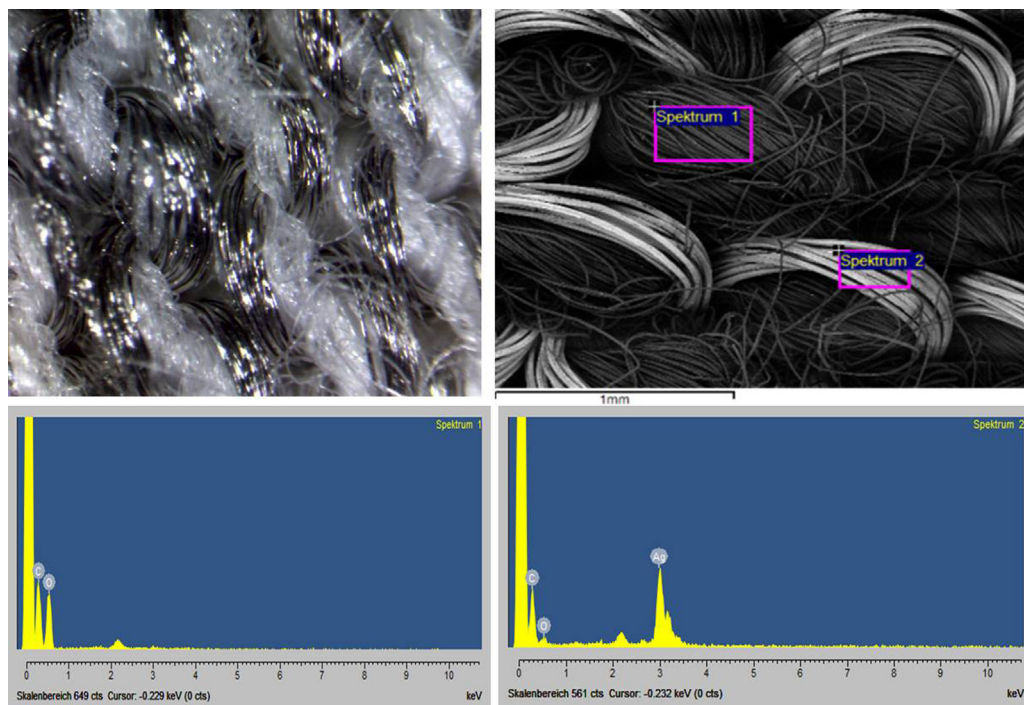 Spektrum 1
Spektrum 2
1mm
Spektrum 1
C
O
0 1 2 3 4 5 6 7 8 9 10
Skalenbereich 649 cts Cursor: -0.229 keV (0 cts)
keV
Spektrum 2
Ag
C
O
0 1 2 3 4 5 6 7 8 9 10
Skalenbereich 561 cts Cursor: -0.232 keV (0 cts)
keV